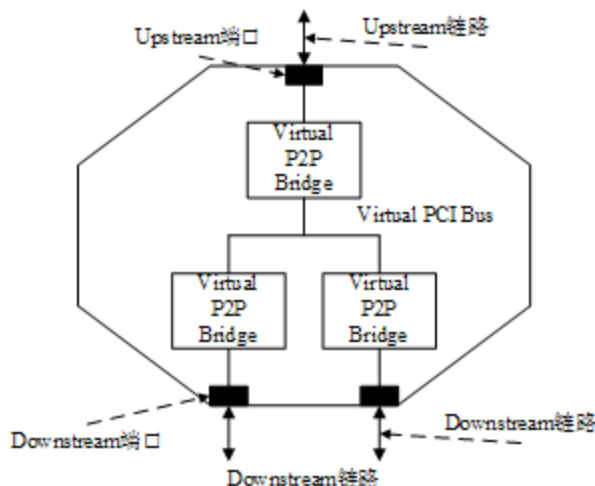 Upstream链路
Upstream端口
Virtual
P2P
Bridge
Virtual PCI Bus
Virtual
P2P
Bridge
Virtual
P2P
Bridge
Downstream链路
Downstream端口
Downstream链路